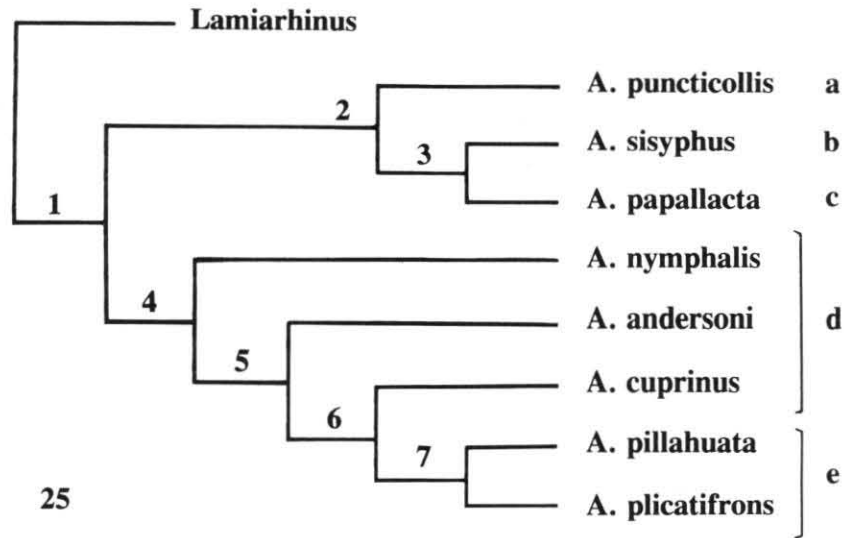 Lamiarhinus
A. puncticollis a
2
A. sisyphus b
3
A. papallacta c
1
A. nymphalis
4
A. andersoni d
5
A. cuprinus
6
A. pillahuata
7
e
25
A. plicatifrons